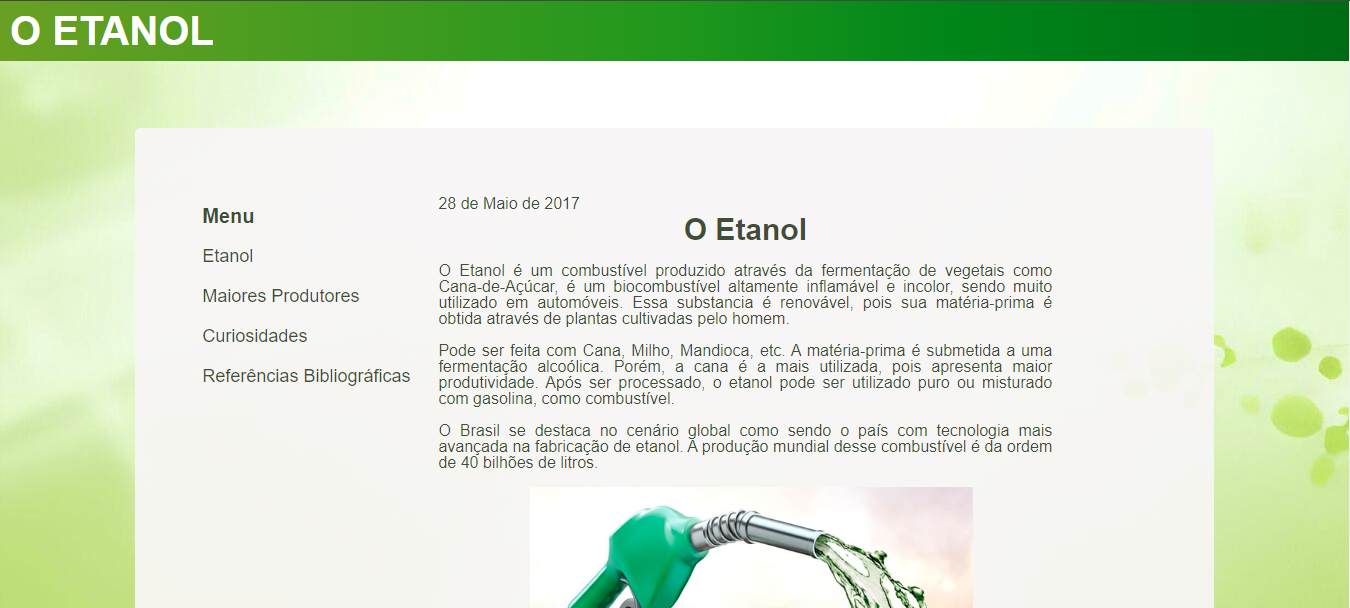 O ETANOL
Menu
Etanol
Maiores Produtores
Curiosidades
Referências Bibliográficas
28 de Maio de 2017
O Etanol
O Etanol é um combustível produzido através da fermentação de vegetais como
Cana-de-Açúcar, é um biocombustível altamente inflamável e incolor, sendo muito
utilizado em automóveis. Essa substancia é renovável, pois sua matéria-prima é
obtida através de plantas cultivadas pelo homem.
Pode ser feita com Cana, Milho, Mandioca, etc. A matéria-prima é submetida a uma
fermentação alcoólica. Porém, a cana é a mais utilizada, pois apresenta maior
produtividade. Após ser processado, o etanol pode ser utilizado puro ou misturado
com gasolina, como combustível.
O Brasil se destaca no cenário global como sendo o país com tecnologia mais
avançada na fabricação de etanol. A produção mundial desse combustível é da ordem
de 40 bilhões de litros.